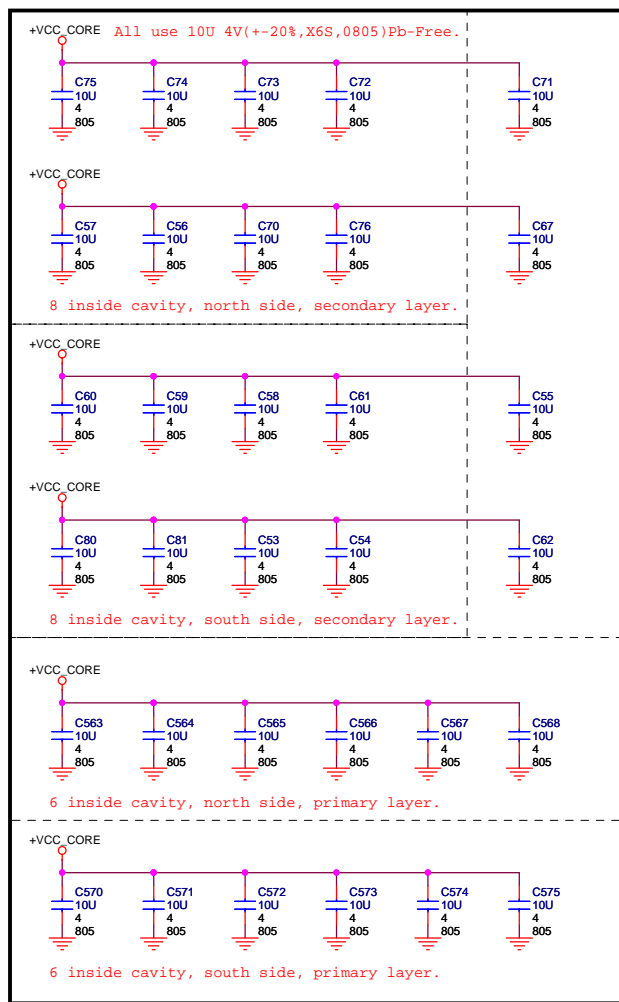 +VCC_CORE All use 10U 4V(+-20%,X6S,0805)Pb-Free.
C75 C74 C73 C72 C71
10U 10U 10U 10U 10U
4 4 4 4 4
805 805 805 805 805
+VCC_CORE
C57 C56 C70 C76 C67
10U 10U 10U 10U 10U
4 4 4 4 4
805 805 805 805 805
8 inside cavity, north side, secondary layer.
+VCC_CORE
C60 C59 C58 C61 C55
10U 10U 10U 10U 10U
4 4 4 4 4
805 805 805 805 805
+VCC_CORE
C80 C81 C53 C54 C62
10U 10U 10U 10U 10U
4 4 4 4 4
805 805 805 805 805
8 inside cavity, south side, secondary layer.
+VCC_CORE
C563 C564 C565 C566 C567 C568
10U 10U 10U 10U 10U 10U
4 4 4 4 4 4
805 805 805 805 805 805
6 inside cavity, north side, primary layer.
+VCC_CORE
C570 C571 C572 C573 C574 C575
10U 10U 10U 10U 10U 10U
4 4 4 4 4 4
805 805 805 805 805 805
6 inside cavity, south side, primary layer.